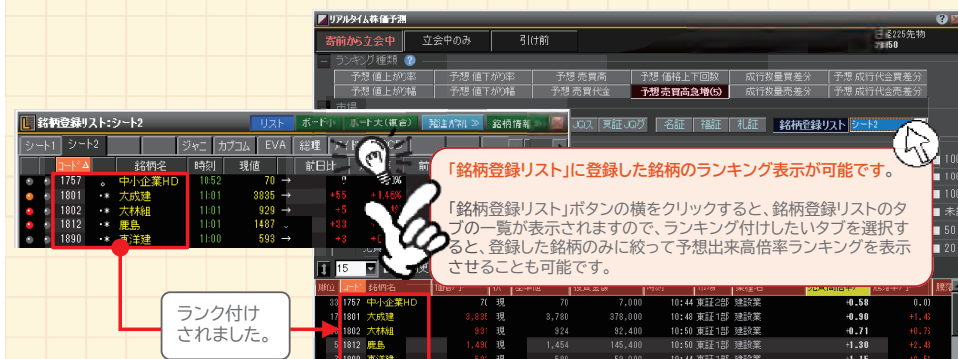 リアルタイム株価予測
寄前から立会中 立会中のみ 引け前
日経225先物
ランキング種類
予想 値上がり率 予想 値下がり率 予想 売買高 予想 価格上下回数 成行数量買差分 予想 成行代金買差分
予想 値上がり幅 予想 値下がり幅 予想 売買代金 予想 売買高急増(5) 成行数量売差分 予想 成行代金売差分
市場
JQS 東証 JQG 名証 福証 札証 銘柄登録リスト シート2
銘柄登録リスト:シート2 リスト ボード小 ボード大(複合) 発注パネル 銘柄情報
シート1 シート2 ジャニ カブコム EVA 総理
コード 銘柄名 時刻 現値 前日比
1757 中小企業HD 10:52 70 →
1801 ・* 大成建 11:01 3835 → +55 +1.45%
1802 ・* 大林組 11:01 929 → +5
1812 ・* 鹿島 11:01 1487 +33
1890 ・* 東洋建 11:00 593 → +3
「銘柄登録リスト」に登録した銘柄のランキング表示が可能です。
「銘柄登録リスト」ボタンの横をクリックすると、銘柄登録リストのタ
ブの一覧が表示されますので、ランキング付けしたいタブを選択す
ると、登録した銘柄のみに絞って予想出来高倍率ランキングを表示
させることも可能です。
15
順位 コード 銘柄名
33 1757 中小企業HD 現 70 7,000 10:44 東証2部 建設業 +0.58
17 1801 大成建 現 3,780 378,000 10:48 東証1部 建設業 +0.90
1802 大林組 現 924 92,400 10:50 東証1部 建設業 +0.71
5 1812 鹿島 現 1,454 145,400 10:50 東証1部 建設業 +1.30
ランク付け
されました。